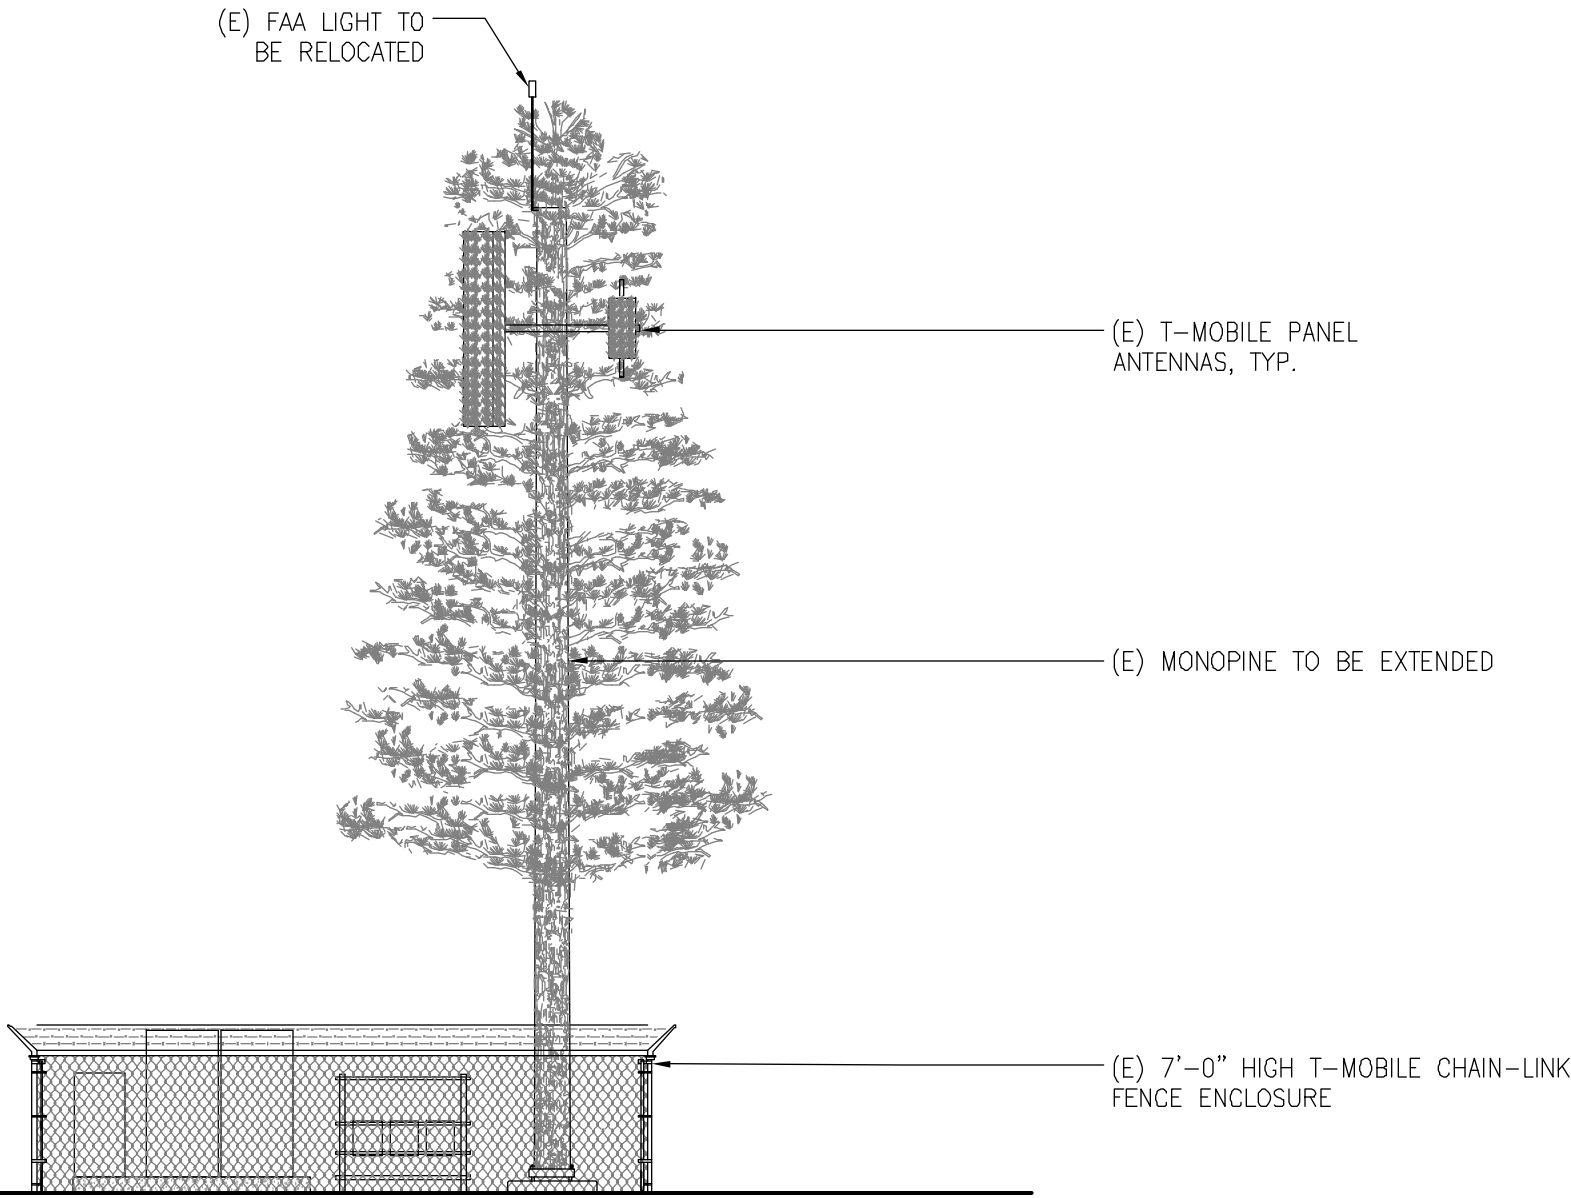 (E) FAA LIGHT TO
BE RELOCATED
(E) T-MOBILE PANEL
ANTENNAS, TYP.
(E) MONOPINE TO BE EXTENDED
(E) 7'-0" HIGH T-MOBILE CHAIN-LINK
FENCE ENCLOSURE